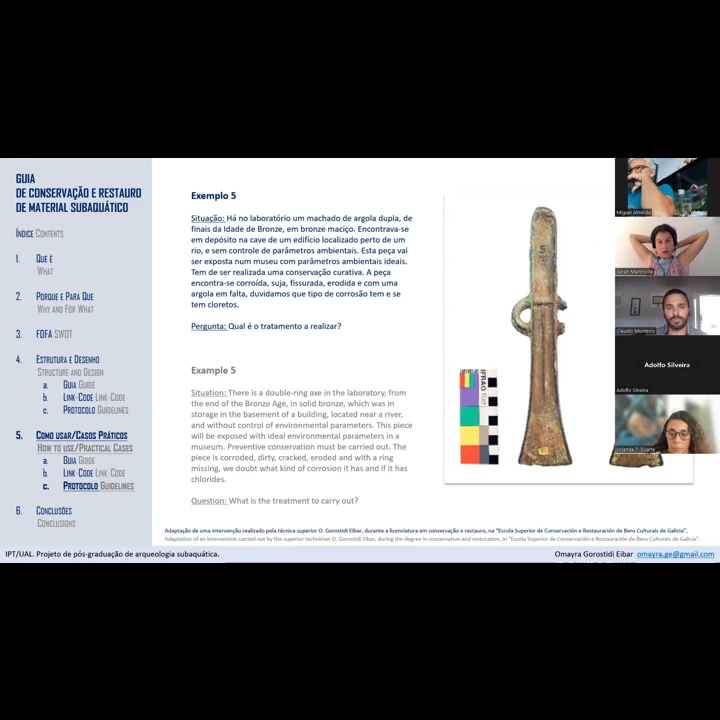 GUIA
DE CONSERVAÇÃO E RESTAURO
DE MATERIAL SUBAQUÁTICO
ÍNDICE CONTENTS
1. QUE É
WHAT
2. PORQUE E PARA QUE
WHY AND FOR WHAT
3. FOFA SWOT
4. ESTRUTURA E DESENHO
STRUCTURE AND DESIGN
a. GUIA GUIDE
b. LINK-CODE LINK-CODE
c. PROTOCOLO GUIDELINES
5. COMO USAR/CASOS PRÁTICOS
HOW TO USE/PRACTICAL CASES
a. GUIA GUIDE
b. LINK-CODE LINK-CODE
c. PROTOCOLO GUIDELINES
6. CONCLUSÕES
CONCLUSIONS
Exemplo 5
Situação: Há no laboratório um machado de argola dupla, de
finais da Idade de Bronze, em bronze maciço. Encontrava-se
em depósito na cave de um edifício localizado perto de um
rio, e sem controle de parâmetros ambientais. Esta peça vai
ser exposta num museu com parâmetros ambientais ideais.
Tem de ser realizada uma conservação curativa. A peça
encontra-se corroída, suja, fissurada, erodida e com uma
argola em falta, duvidamos que tipo de corrosão tem e se
tem cloretos.
Pergunta: Qual é o tratamento a realizar?
Example 5
Situation: There is a double-ring axe in the laboratory, from
the end of the Bronze Age, in solid bronze, which was in
storage in the basement of a building, located near a river,
and without control of environmental parameters. This piece
will be exposed with ideal environmental parameters in a
museum. Preventive conservation must be carried out. The
piece is corroded, dirty, cracked, eroded and with a ring
missing, we doubt what kind of corrosion it has and if it has
chlorides.
Question: What is the treatment to carry out?
IFRAO
Miguel Almeida
Sarah Martinville
Claudio Monteiro
Adolfo Silveira
Adolfo Silveira
Yolanda T. Duarte
Adaptação de uma intervenção realizado pela técnica superior O. Gorostidi Eibar, durante a licenciatura em conservação e restauro, na "Escola Superior de Conservación e Restauración de Bens Culturais de Galicia".
Adaptation of an intervention carried out by the superior technician O. Gorostidi Eibar, during the degree in conservation and restoration, in "Escola Superior de Conservación e Restauración de Bens Culturais de Galicia".
IPT/UAL. Projeto de pós-graduação de arqueologia subaquática.
Omayra Gorostidi Eibar omayra.ge@gmail.com